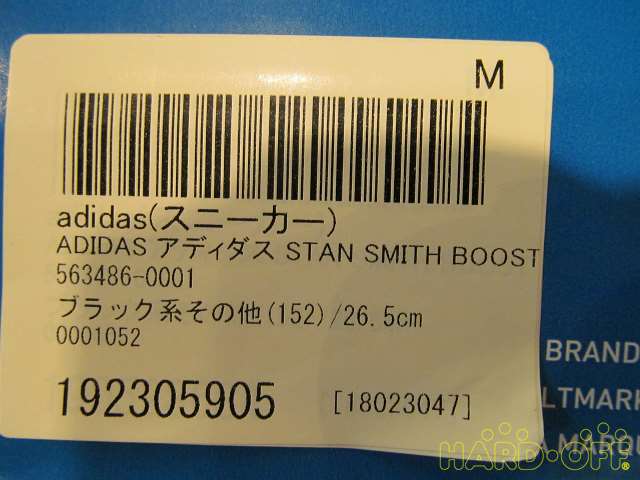 M
adidas(スニーカー)
ADIDAS アディダス STAN SMITH BOOST
563486-0001
ブラック系その他(152)/26.5cm
0001052
192305905 [18023047]
BRAND
LTMARK
A MARQU
HARD-OFF